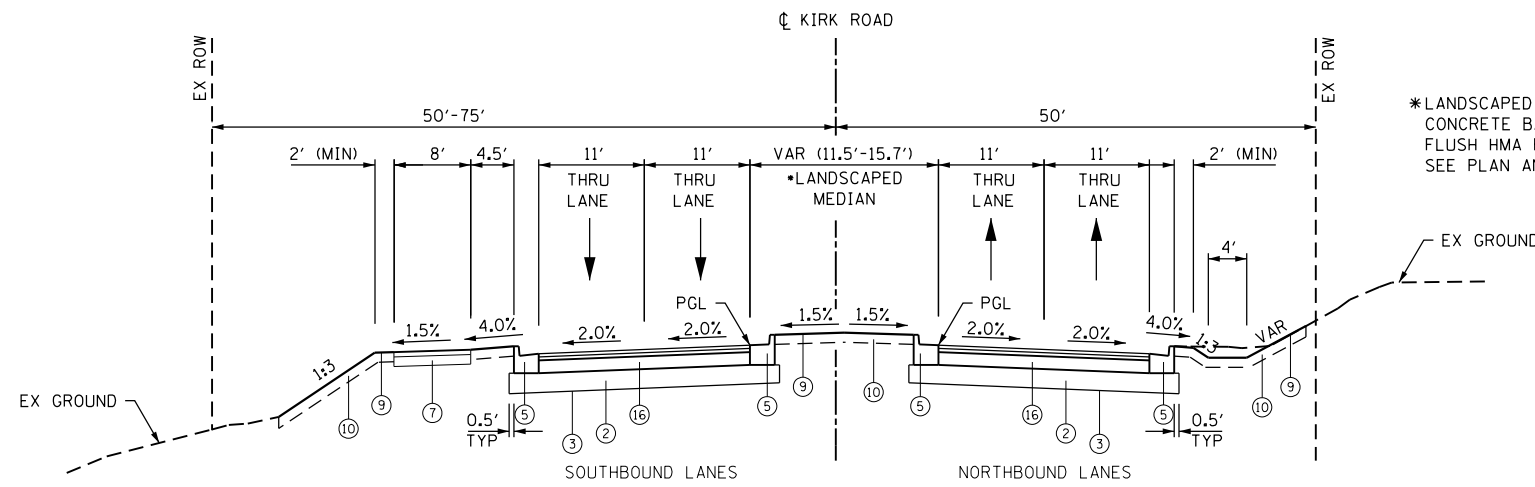 ℄ KIRK ROAD
EX ROW
EX ROW
50'-75'
50'
2' (MIN)
8'
4.5'
11'
11'
VAR (11.5'-15.7')
11'
11'
2' (MIN)
THRU LANE
THRU LANE
*LANDSCAPED MEDIAN
THRU LANE
THRU LANE
*LANDSCAPED
CONCRETE
FLUSH HMA
SEE PLAN
EX GROUND
4'
PGL
PGL
1.5%
4.0%
2.0%
2.0%
1.5%
1.5%
2.0%
2.0%
4.0%
1:3
VAR
1:3
EX GROUND
10
9
7
0.5' TYP
5
3
2
16
5
9
10
5
16
2
3
5
0.5' TYP
10
9
SOUTHBOUND LANES
NORTHBOUND LANES